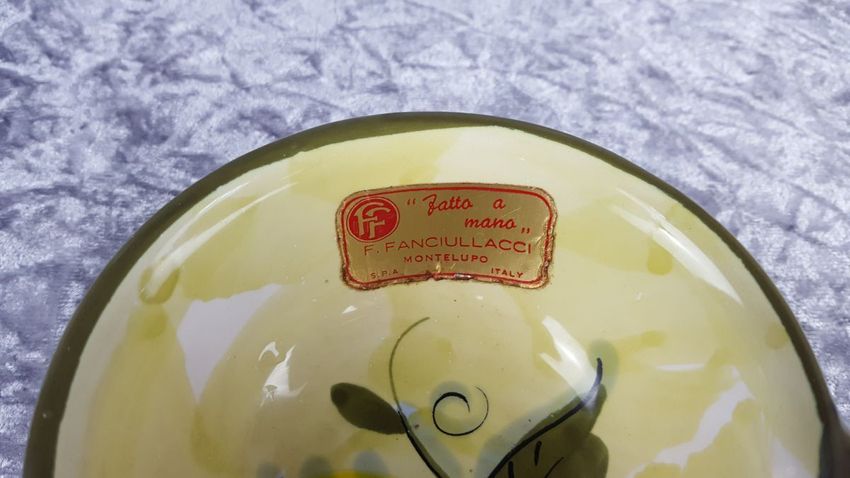 FF
"Fatto a
mano„
F. FANCIULLACCI
MONTELUPO
S.P.A. ITALY